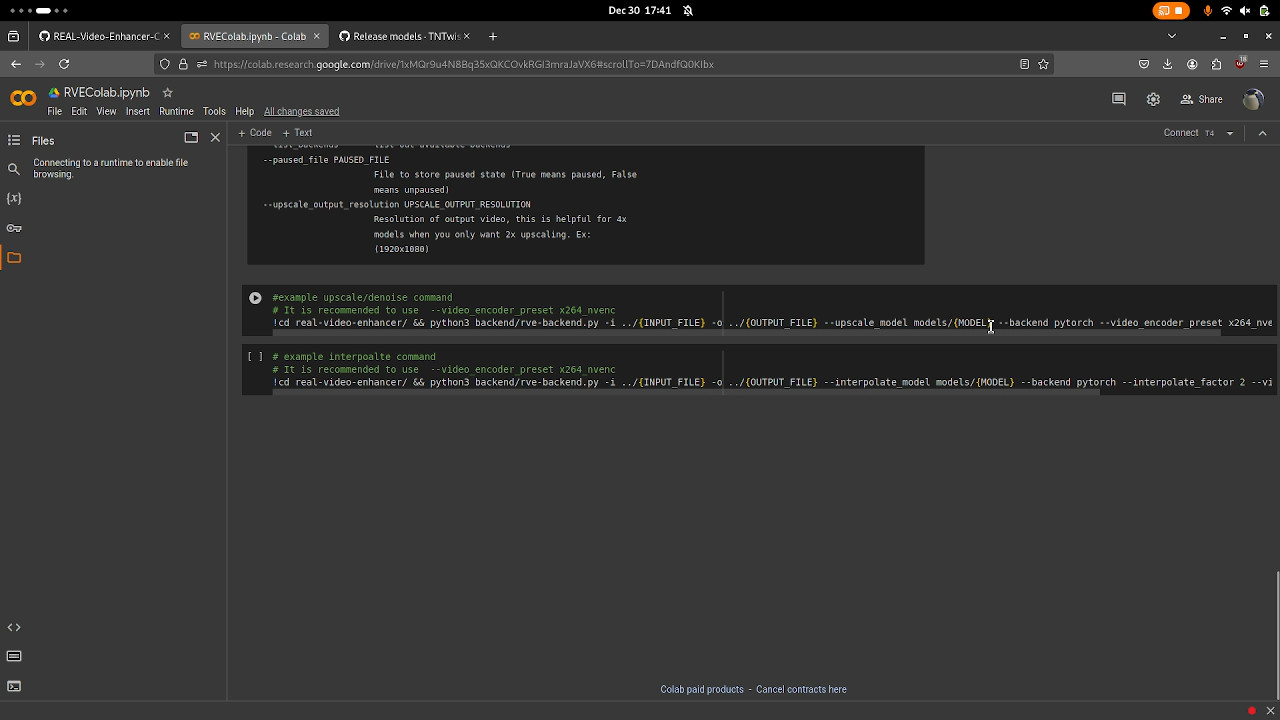 Dec 30 17:41
REAL-Video-Enhancer-C
RVEColab.ipynb - Colab
Release models · TNTwis
https://colab.research.google.com/drive/1xMQr9u4N8Bq35xQKCOvkRGI3mraJaVX6#scrollTo=7DAndfQ0KIbx
18
RVEColab.ipynb
File Edit View Insert Runtime Tools Help All changes saved
Share
Files
+ Code + Text
Connect T4
Connecting to a runtime to enable file
browsing.
--list_backends list out available backends
--paused_file PAUSED_FILE
File to store paused state (True means paused, False
means unpaused)
--upscale_output_resolution UPSCALE_OUTPUT_RESOLUTION
Resolution of output video, this is helpful for 4x
models when you only want 2x upscaling. Ex:
(1920x1080)
#example upscale/denoise command
# It is recommended to use --video_encoder_preset x264_nvenc
!cd real-video-enhancer/ && python3 backend/rve-backend.py -i ../{INPUT_FILE} -o ../{OUTPUT_FILE} --upscale_model models/{MODEL} --backend pytorch --video_encoder_preset x264_nve
[ ] # example interpoalte command
# It is recommended to use --video_encoder_preset x264_nvenc
!cd real-video-enhancer/ && python3 backend/rve-backend.py -i ../{INPUT_FILE} -o ../{OUTPUT_FILE} --interpolate_model models/{MODEL} --backend pytorch --interpolate_factor 2 --vi
Colab paid products - Cancel contracts here